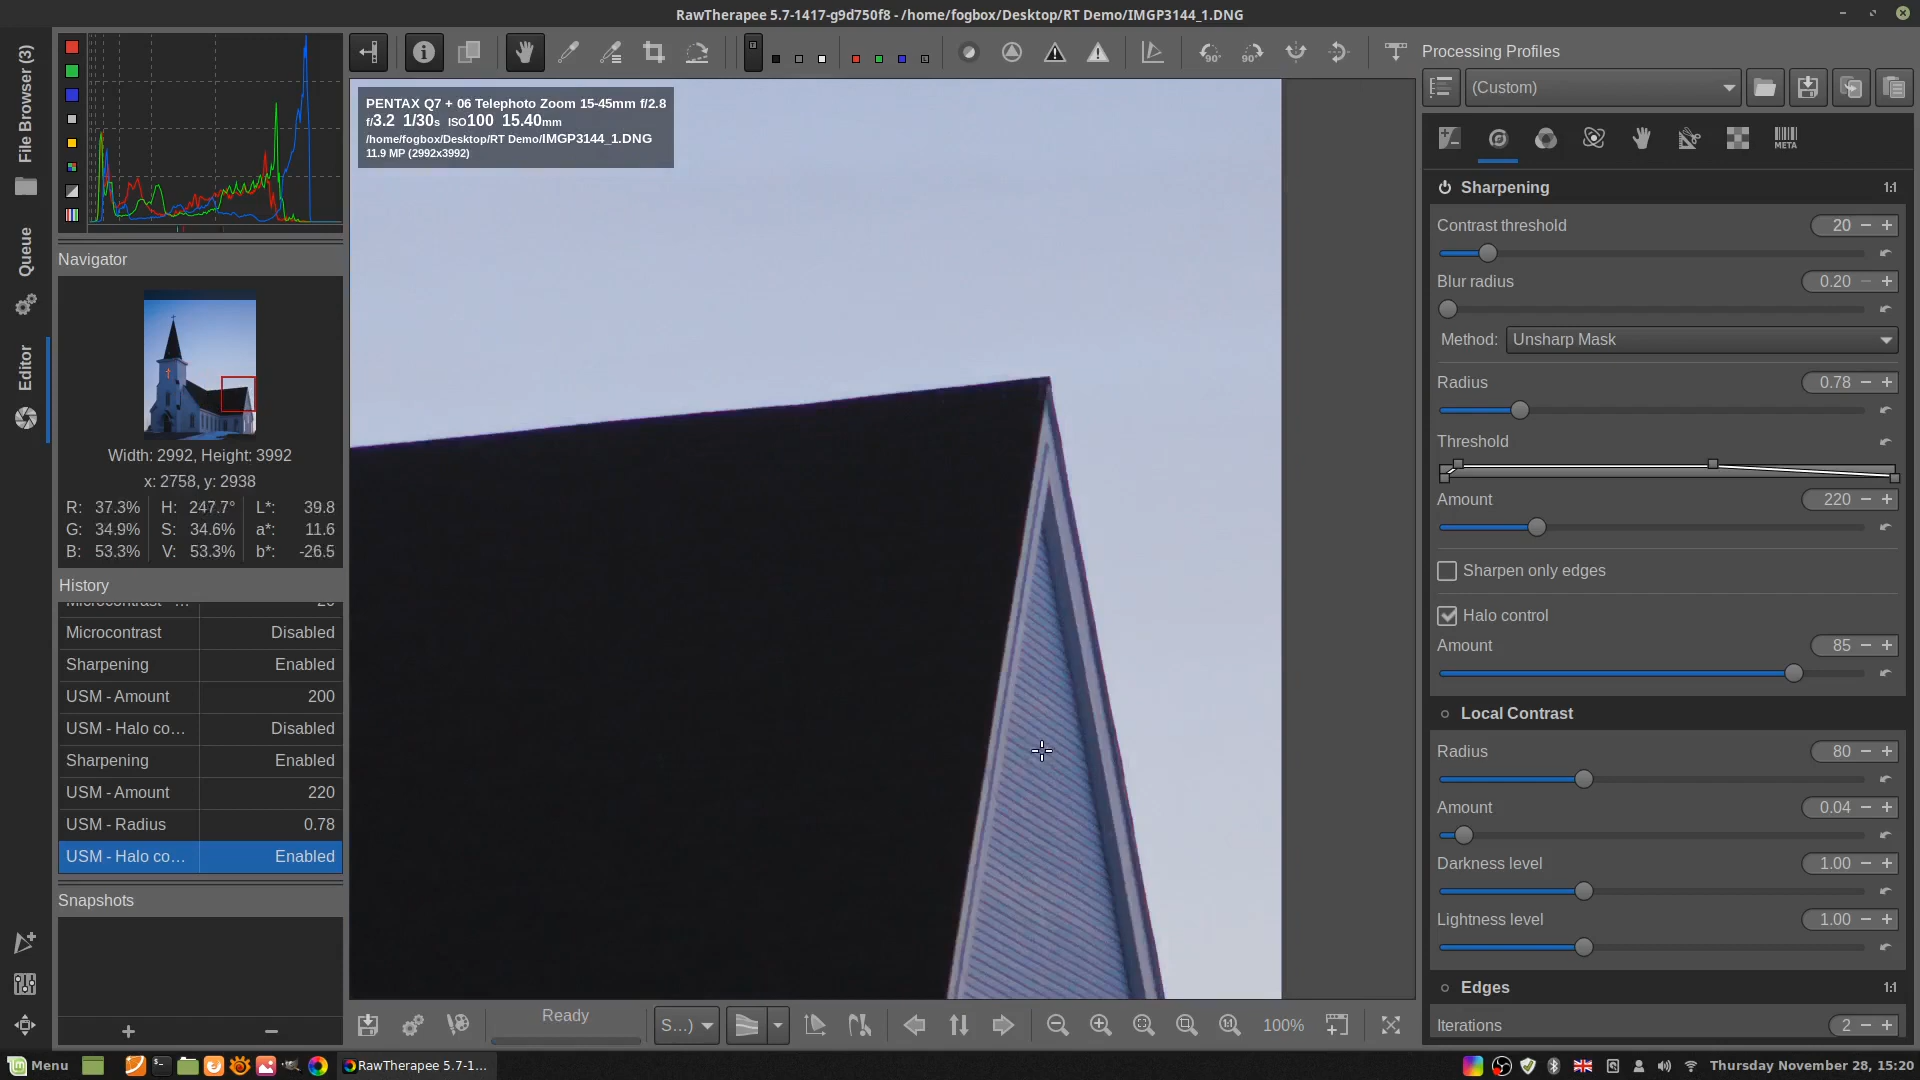 RawTherapee 5.7-1417-g9d750f8 - /home/fogbox/Desktop/RT Demo/IMGP3144_1.DNG
File Browser (3)
Queue
Editor
Navigator
Width: 2992, Height: 3992
x: 2758, y: 2938
R: 37.3% H: 247.7° L*: 39.8
G: 34.9% S: 34.6% a*: 11.6
B: 53.3% V: 53.3% b*: -26.5
History
Microcontrast - ... 20
Microcontrast Disabled
Sharpening Enabled
USM - Amount 200
USM - Halo co... Disabled
Sharpening Enabled
USM - Amount 220
USM - Radius 0.78
USM - Halo co... Enabled
Snapshots
PENTAX Q7 + 06 Telephoto Zoom 15-45mm f/2.8
f/3.2 1/30s ISO100 15.40mm
/home/fogbox/Desktop/RT Demo/IMGP3144_1.DNG
11.9 MP (2992x3992)
90° 90°
Ready
S...)
1:1
100%
Processing Profiles
(Custom)
META
Sharpening 1:1
Contrast threshold 20
Blur radius 0.20
Method: Unsharp Mask
Radius 0.78
Threshold
Amount 220
Sharpen only edges
Halo control
Amount 85
Local Contrast
Radius 80
Amount 0.04
Darkness level 1.00
Lightness level 1.00
Edges 1:1
Iterations 2
Menu
RawTherapee 5.7-1...
Thursday November 28, 15:20